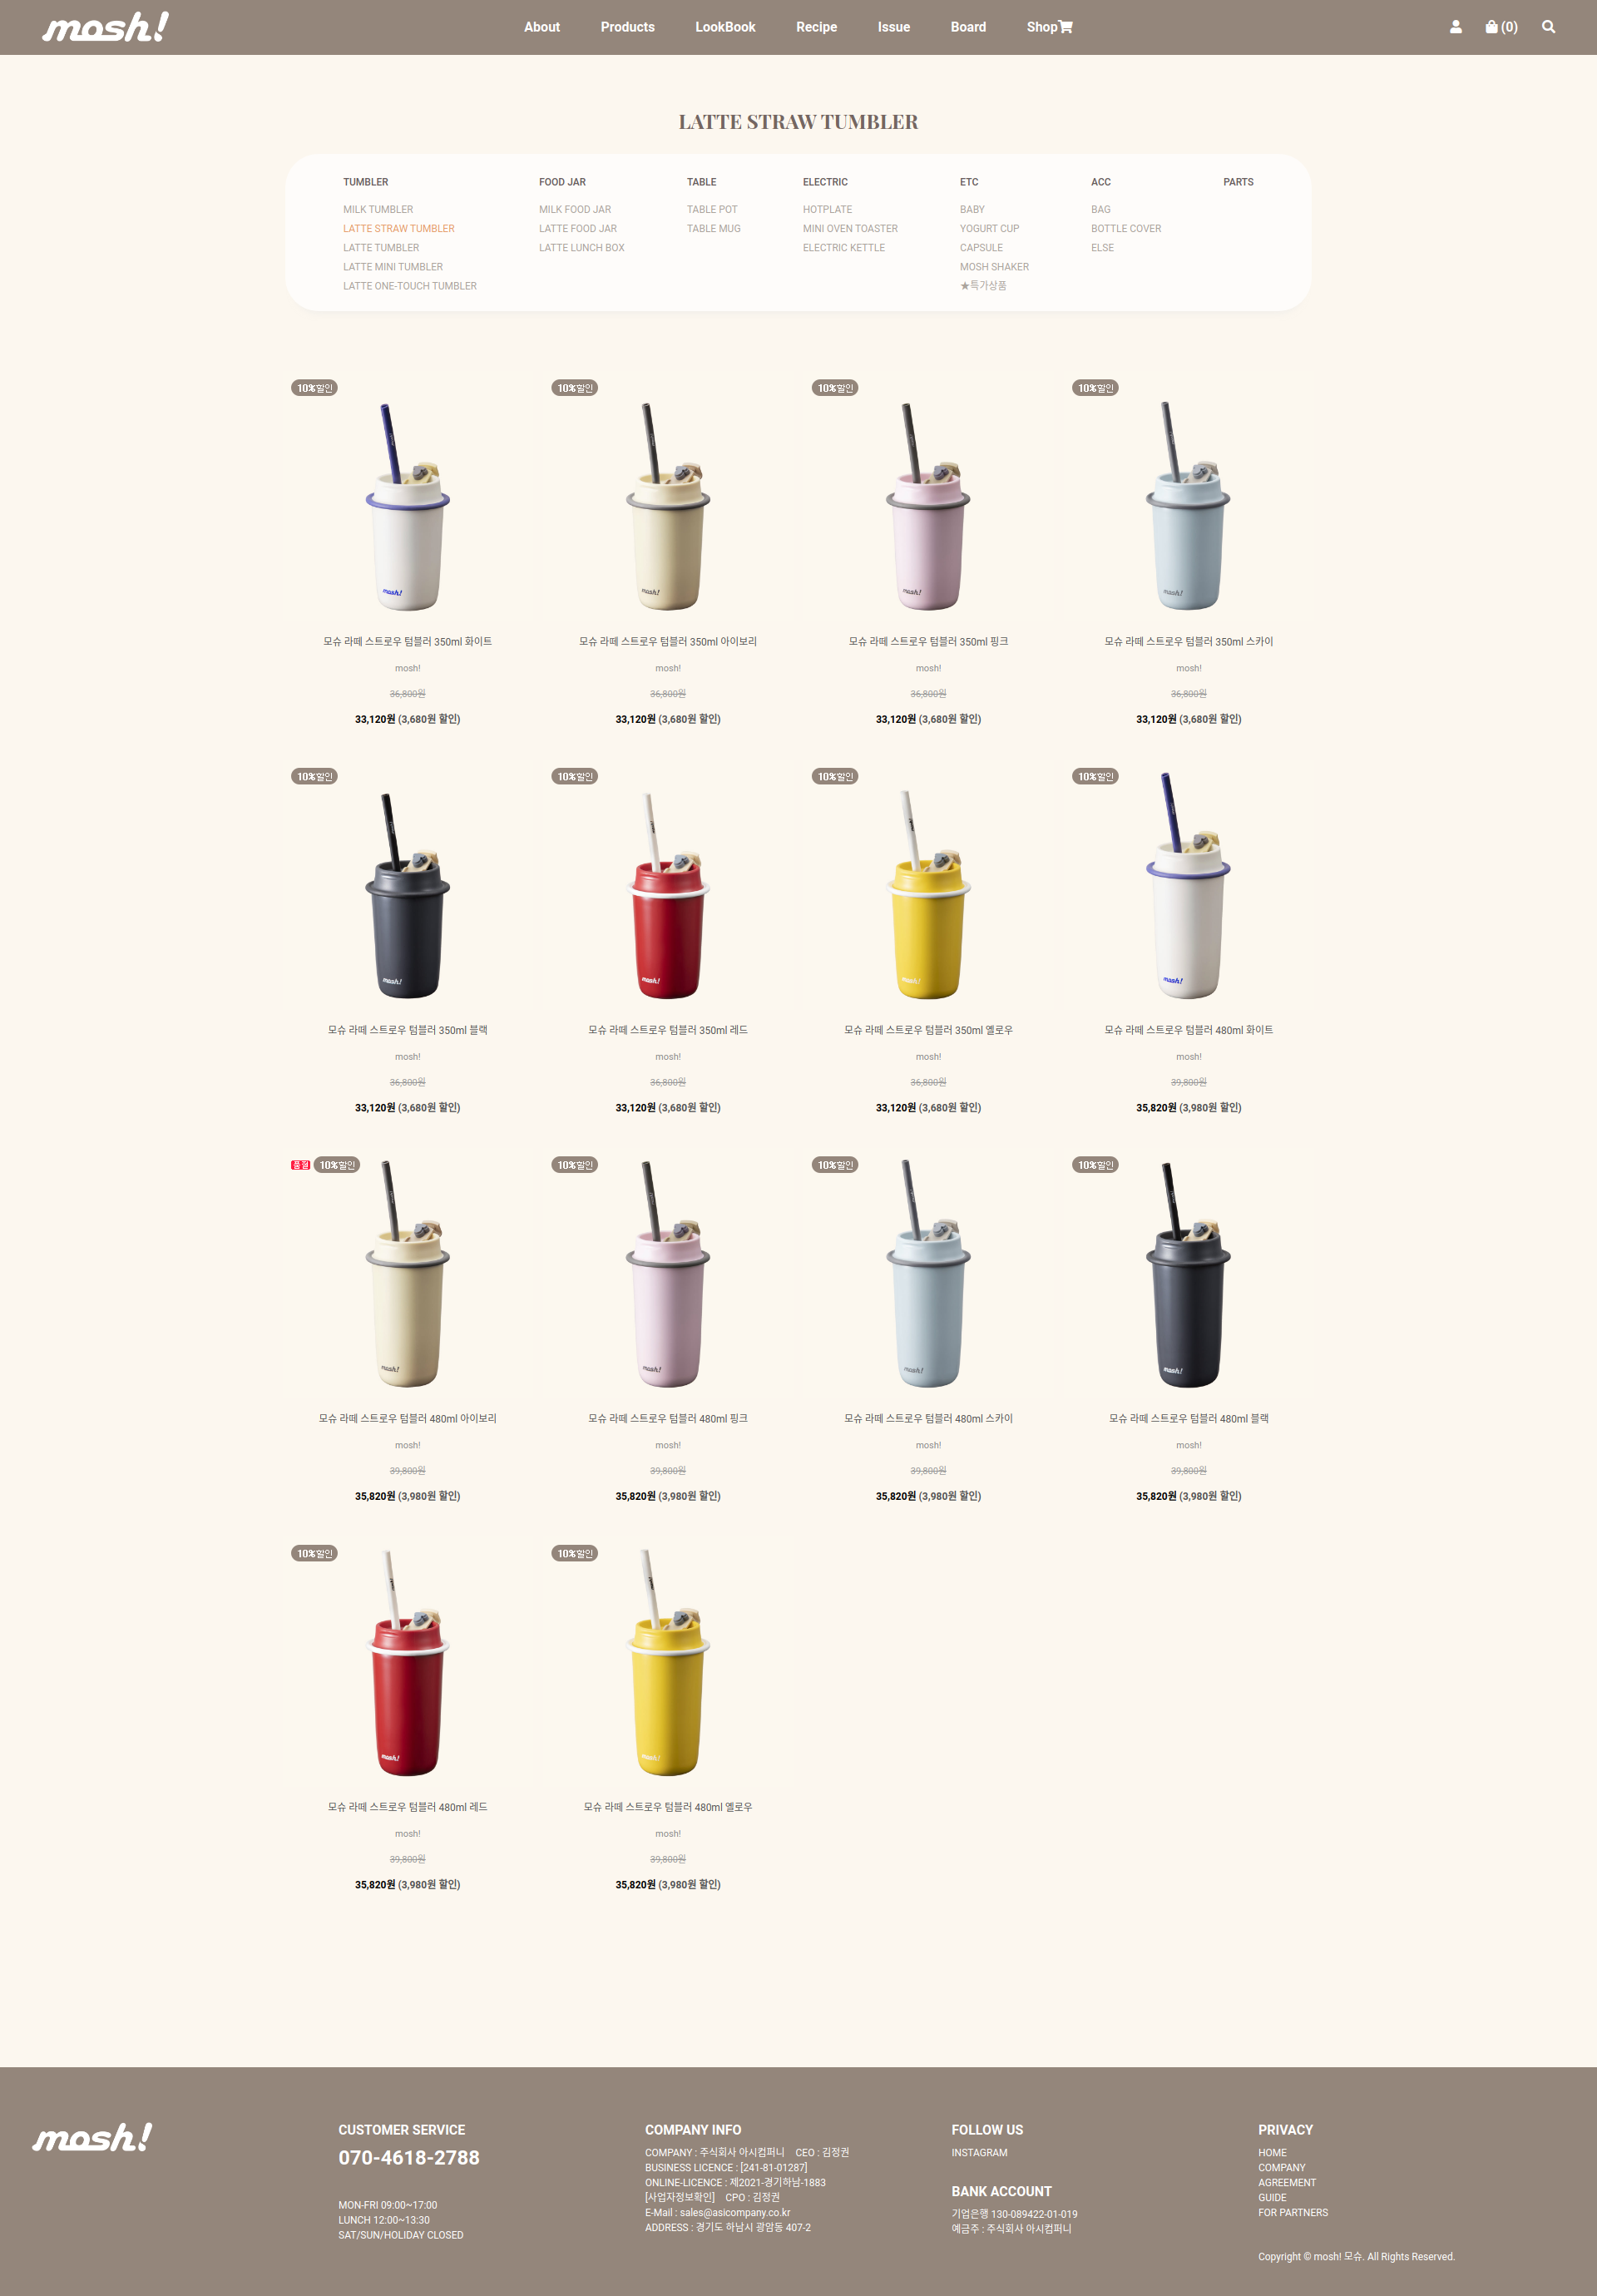 mosh!
About Products LookBook Recipe Issue Board Shop
(0)
LATTE STRAW TUMBLER
TUMBLER
MILK TUMBLER
LATTE STRAW TUMBLER
LATTE TUMBLER
LATTE MINI TUMBLER
LATTE ONE-TOUCH TUMBLER
FOOD JAR
MILK FOOD JAR
LATTE FOOD JAR
LATTE LUNCH BOX
TABLE
TABLE POT
TABLE MUG
ELECTRIC
HOTPLATE
MINI OVEN TOASTER
ELECTRIC KETTLE
ETC
BABY
YOGURT CUP
CAPSULE
MOSH SHAKER
★특가상품
ACC
BAG
BOTTLE COVER
ELSE
PARTS
10%할인
mosh!
모슈 라떼 스트로우 텀블러 350ml 화이트
mosh!
36,800원
33,120원 (3,680원 할인)
10%할인
mosh!
모슈 라떼 스트로우 텀블러 350ml 아이보리
mosh!
36,800원
33,120원 (3,680원 할인)
10%할인
mosh!
모슈 라떼 스트로우 텀블러 350ml 핑크
mosh!
36,800원
33,120원 (3,680원 할인)
10%할인
mosh!
모슈 라떼 스트로우 텀블러 350ml 스카이
mosh!
36,800원
33,120원 (3,680원 할인)
10%할인
mosh!
모슈 라떼 스트로우 텀블러 350ml 블랙
mosh!
36,800원
33,120원 (3,680원 할인)
10%할인
mosh!
모슈 라떼 스트로우 텀블러 350ml 레드
mosh!
36,800원
33,120원 (3,680원 할인)
10%할인
mosh!
모슈 라떼 스트로우 텀블러 350ml 옐로우
mosh!
36,800원
33,120원 (3,680원 할인)
10%할인
mosh!
모슈 라떼 스트로우 텀블러 480ml 화이트
mosh!
39,800원
35,820원 (3,980원 할인)
품절 10%할인
mosh!
모슈 라떼 스트로우 텀블러 480ml 아이보리
mosh!
39,800원
35,820원 (3,980원 할인)
10%할인
mosh!
모슈 라떼 스트로우 텀블러 480ml 핑크
mosh!
39,800원
35,820원 (3,980원 할인)
10%할인
mosh!
모슈 라떼 스트로우 텀블러 480ml 스카이
mosh!
39,800원
35,820원 (3,980원 할인)
10%할인
mosh!
모슈 라떼 스트로우 텀블러 480ml 블랙
mosh!
39,800원
35,820원 (3,980원 할인)
10%할인
mosh!
모슈 라떼 스트로우 텀블러 480ml 레드
mosh!
39,800원
35,820원 (3,980원 할인)
10%할인
mosh!
모슈 라떼 스트로우 텀블러 480ml 옐로우
mosh!
39,800원
35,820원 (3,980원 할인)
mosh!
CUSTOMER SERVICE
070-4618-2788
MON-FRI 09:00~17:00
LUNCH 12:00~13:30
SAT/SUN/HOLIDAY CLOSED
COMPANY INFO
COMPANY : 주식회사 아시컴퍼니 CEO : 김정권
BUSINESS LICENCE : [241-81-01287]
ONLINE-LICENCE : 제2021-경기하남-1883
[사업자정보확인] CPO : 김정권
E-Mail : sales@asicompany.co.kr
ADDRESS : 경기도 하남시 광암동 407-2
FOLLOW US
INSTAGRAM
BANK ACCOUNT
기업은행 130-089422-01-019
예금주 : 주식회사 아시컴퍼니
PRIVACY
HOME
COMPANY
AGREEMENT
GUIDE
FOR PARTNERS
Copyright © mosh! 모슈. All Rights Reserved.